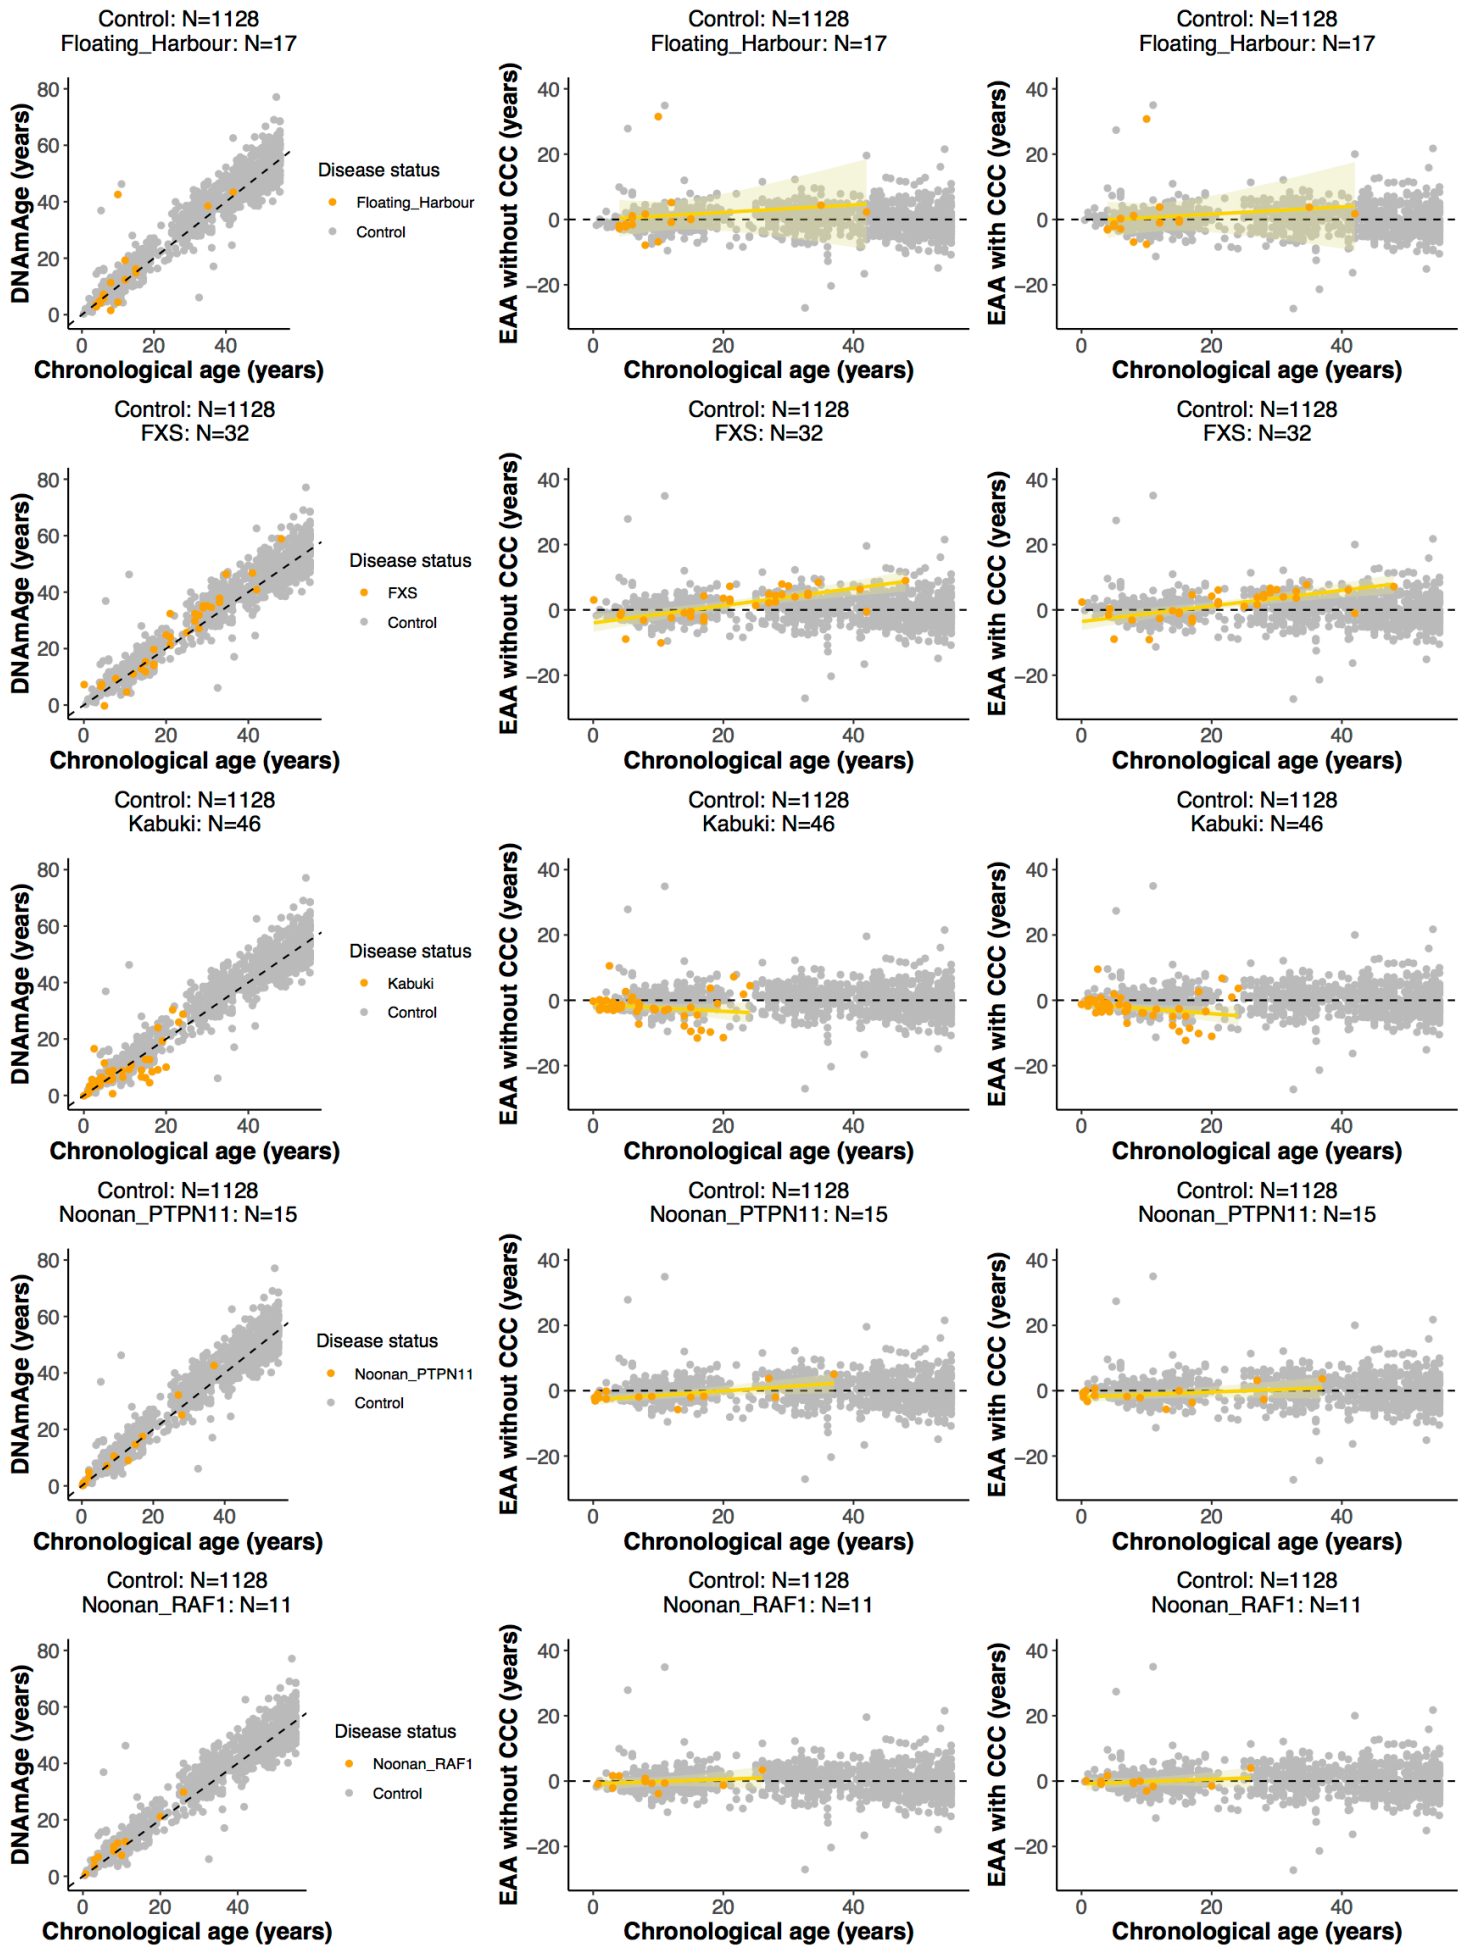 Control: N=1128
Floating_Harbour: N=17
DNAmAge (years)
80
60
40
20
0
0 20 40
Chronological age (years)
Disease status
Floating_Harbour
Control
Control: N=1128
Floating_Harbour: N=17
EAA without CCC (years)
40
20
0
−20
0 20 40
Chronological age (years)
Control: N=1128
Floating_Harbour: N=17
EAA with CCC (years)
40
20
0
−20
0 20 40
Chronological age (years)
Control: N=1128
FXS: N=32
DNAmAge (years)
80
60
40
20
0
0 20 40
Chronological age (years)
Disease status
FXS
Control
Control: N=1128
FXS: N=32
EAA without CCC (years)
40
20
0
−20
0 20 40
Chronological age (years)
Control: N=1128
FXS: N=32
EAA with CCC (years)
40
20
0
−20
0 20 40
Chronological age (years)
Control: N=1128
Kabuki: N=46
DNAmAge (years)
80
60
40
20
0
0 20 40
Chronological age (years)
Disease status
Kabuki
Control
Control: N=1128
Kabuki: N=46
EAA without CCC (years)
40
20
0
−20
0 20 40
Chronological age (years)
Control: N=1128
Kabuki: N=46
EAA with CCC (years)
40
20
0
−20
0 20 40
Chronological age (years)
Control: N=1128
Noonan_PTPN11: N=15
DNAmAge (years)
80
60
40
20
0
0 20 40
Chronological age (years)
Disease status
Noonan_PTPN11
Control
Control: N=1128
Noonan_PTPN11: N=15
EAA without CCC (years)
40
20
0
−20
0 20 40
Chronological age (years)
Control: N=1128
Noonan_PTPN11: N=15
EAA with CCC (years)
40
20
0
−20
0 20 40
Chronological age (years)
Control: N=1128
Noonan_RAF1: N=11
DNAmAge (years)
80
60
40
20
0
0 20 40
Chronological age (years)
Disease status
Noonan_RAF1
Control
Control: N=1128
Noonan_RAF1: N=11
EAA without CCC (years)
40
20
0
−20
0 20 40
Chronological age (years)
Control: N=1128
Noonan_RAF1: N=11
EAA with CCC (years)
40
20
0
−20
0 20 40
Chronological age (years)